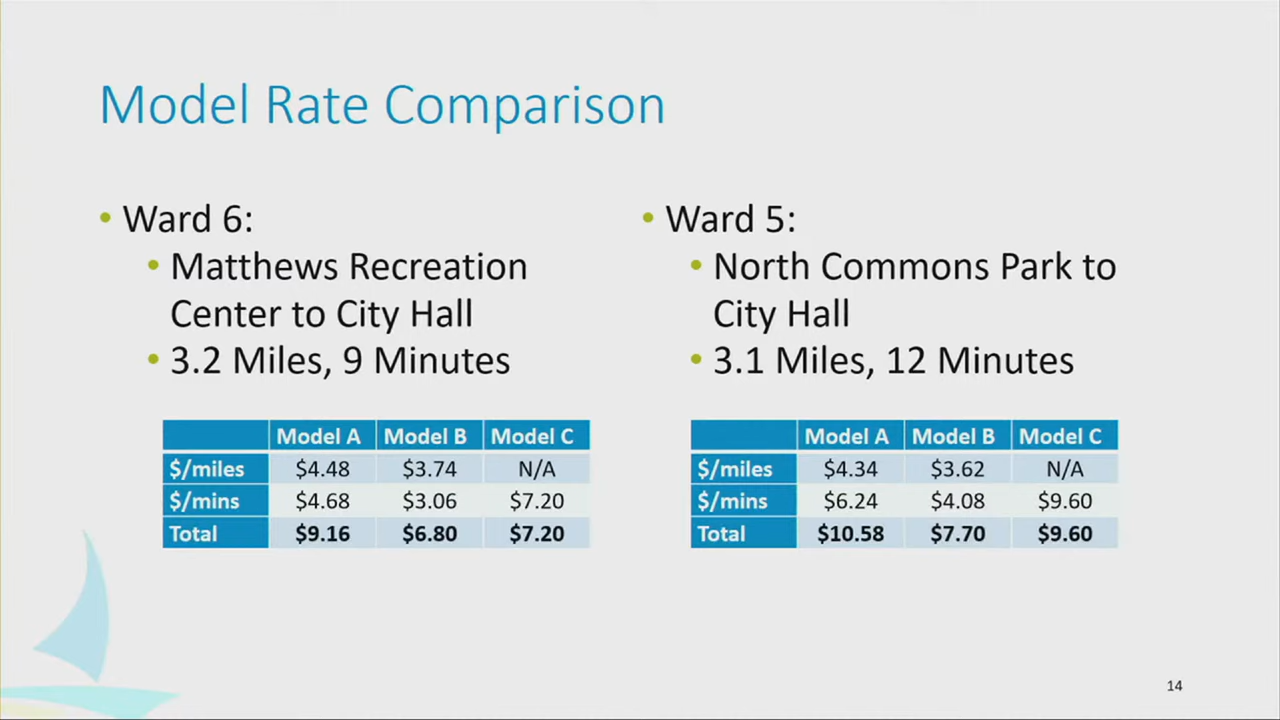 Model Rate Comparison
• Ward 6:
• Matthews Recreation
Center to City Hall
• 3.2 Miles, 9 Minutes
Model A Model B Model C
$/miles $4.48 $3.74 N/A
$/mins $4.68 $3.06 $7.20
Total $9.16 $6.80 $7.20
• Ward 5:
• North Commons Park to
City Hall
• 3.1 Miles, 12 Minutes
Model A Model B Model C
$/miles $4.34 $3.62 N/A
$/mins $6.24 $4.08 $9.60
Total $10.58 $7.70 $9.60
14